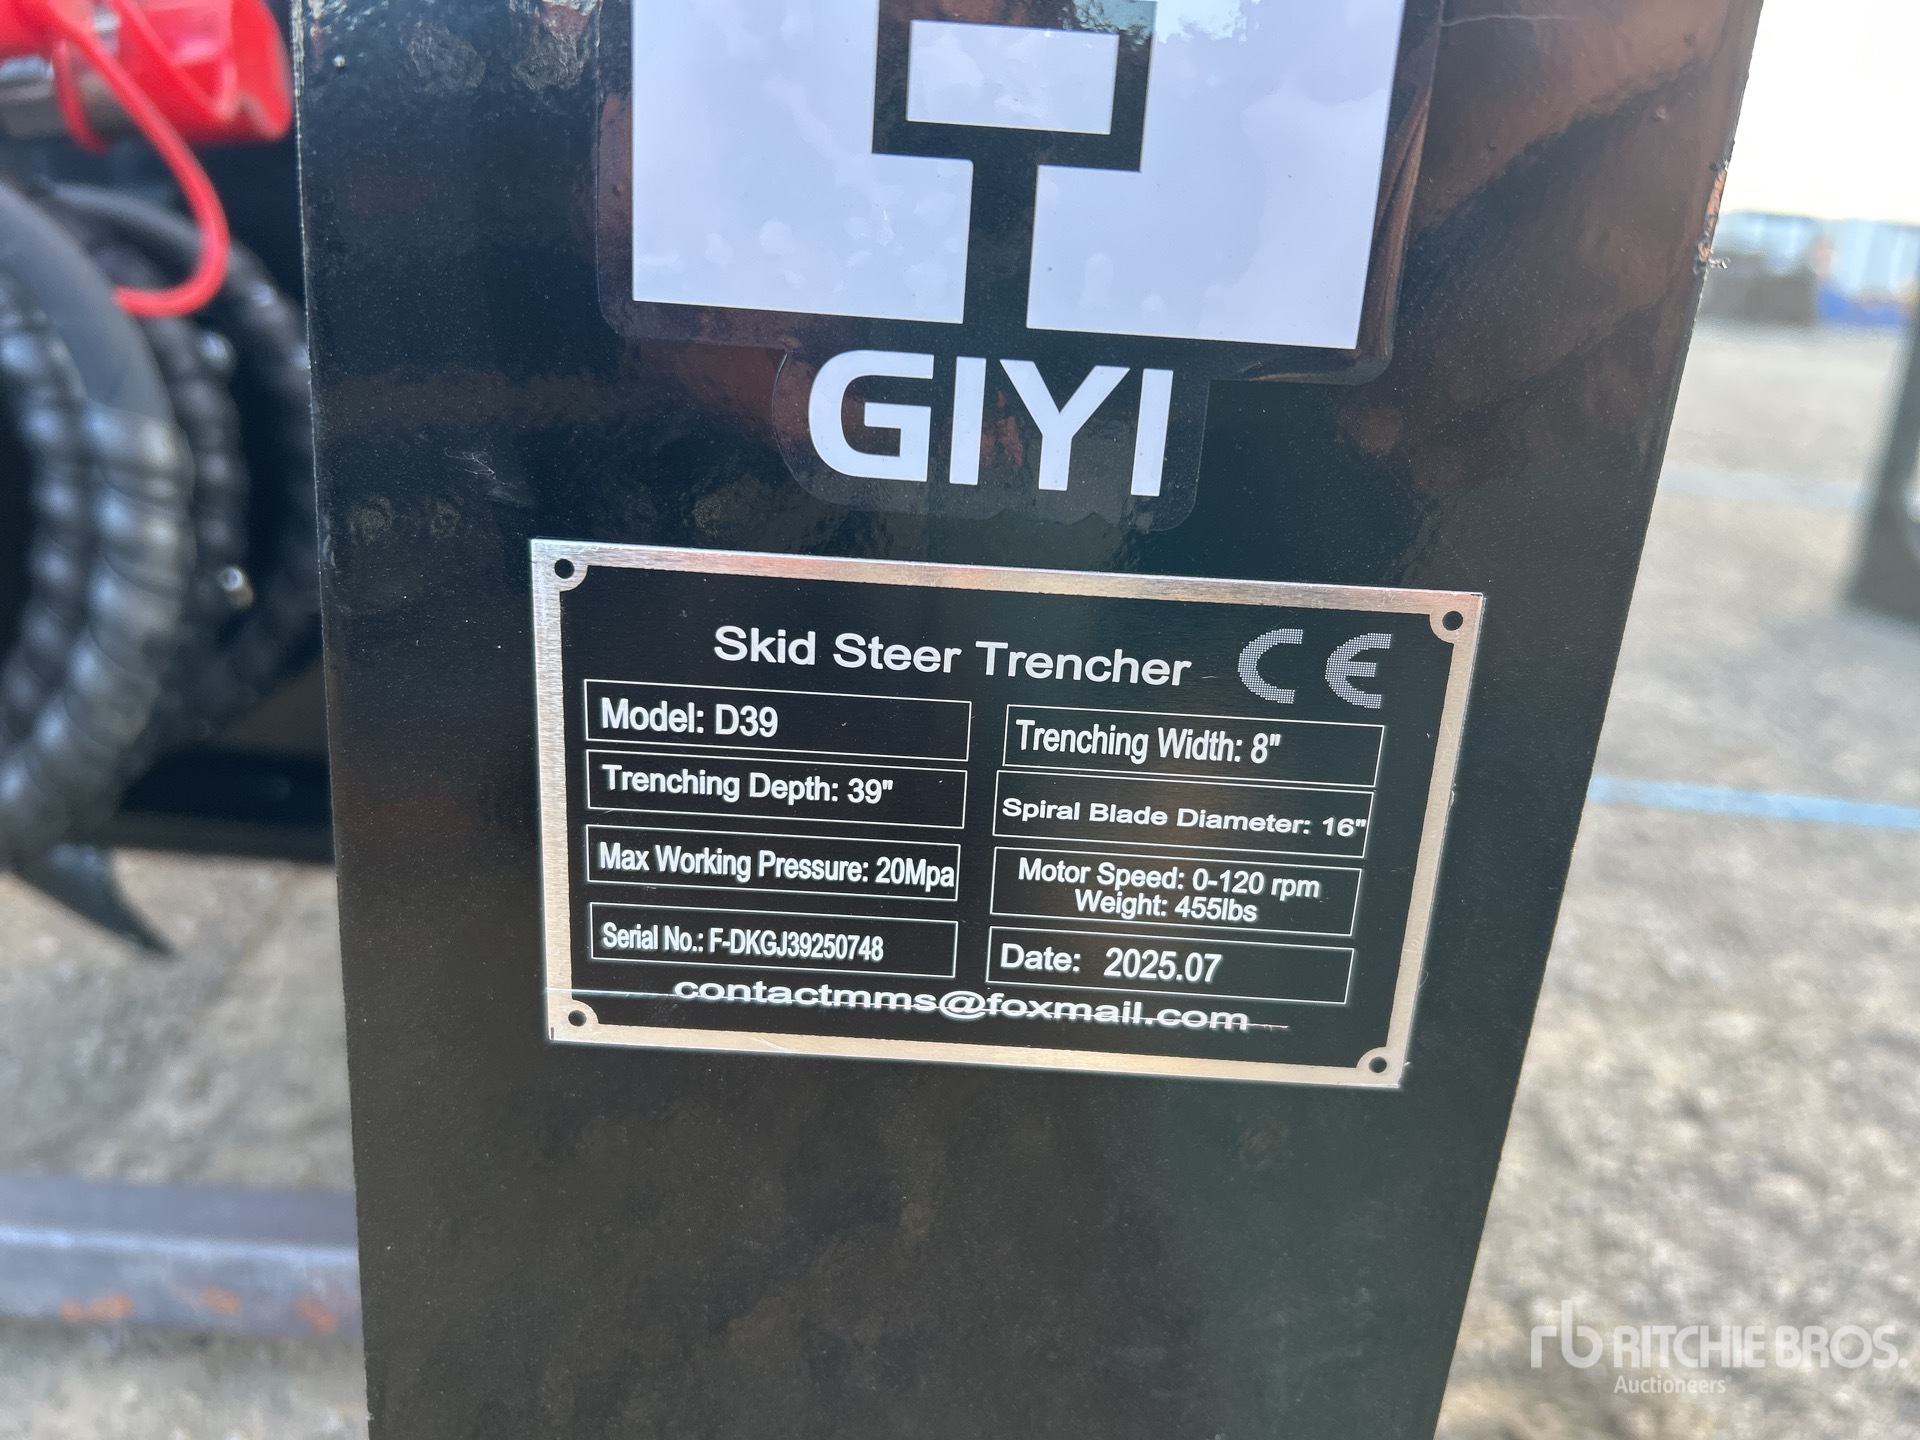 GIYI
Skid Steer Trencher CE
Model: D39
Trenching Width: 8"
Trenching Depth: 39"
Spiral Blade Diameter: 16"
Max Working Pressure: 20Mpa
Motor Speed: 0-120 rpm
Weight: 455lbs
Serial No.: F-DKGJ39250748
Date: 2025.07
contactmms@foxmail.com
rb RITCHIE BROS.
Auctioneers